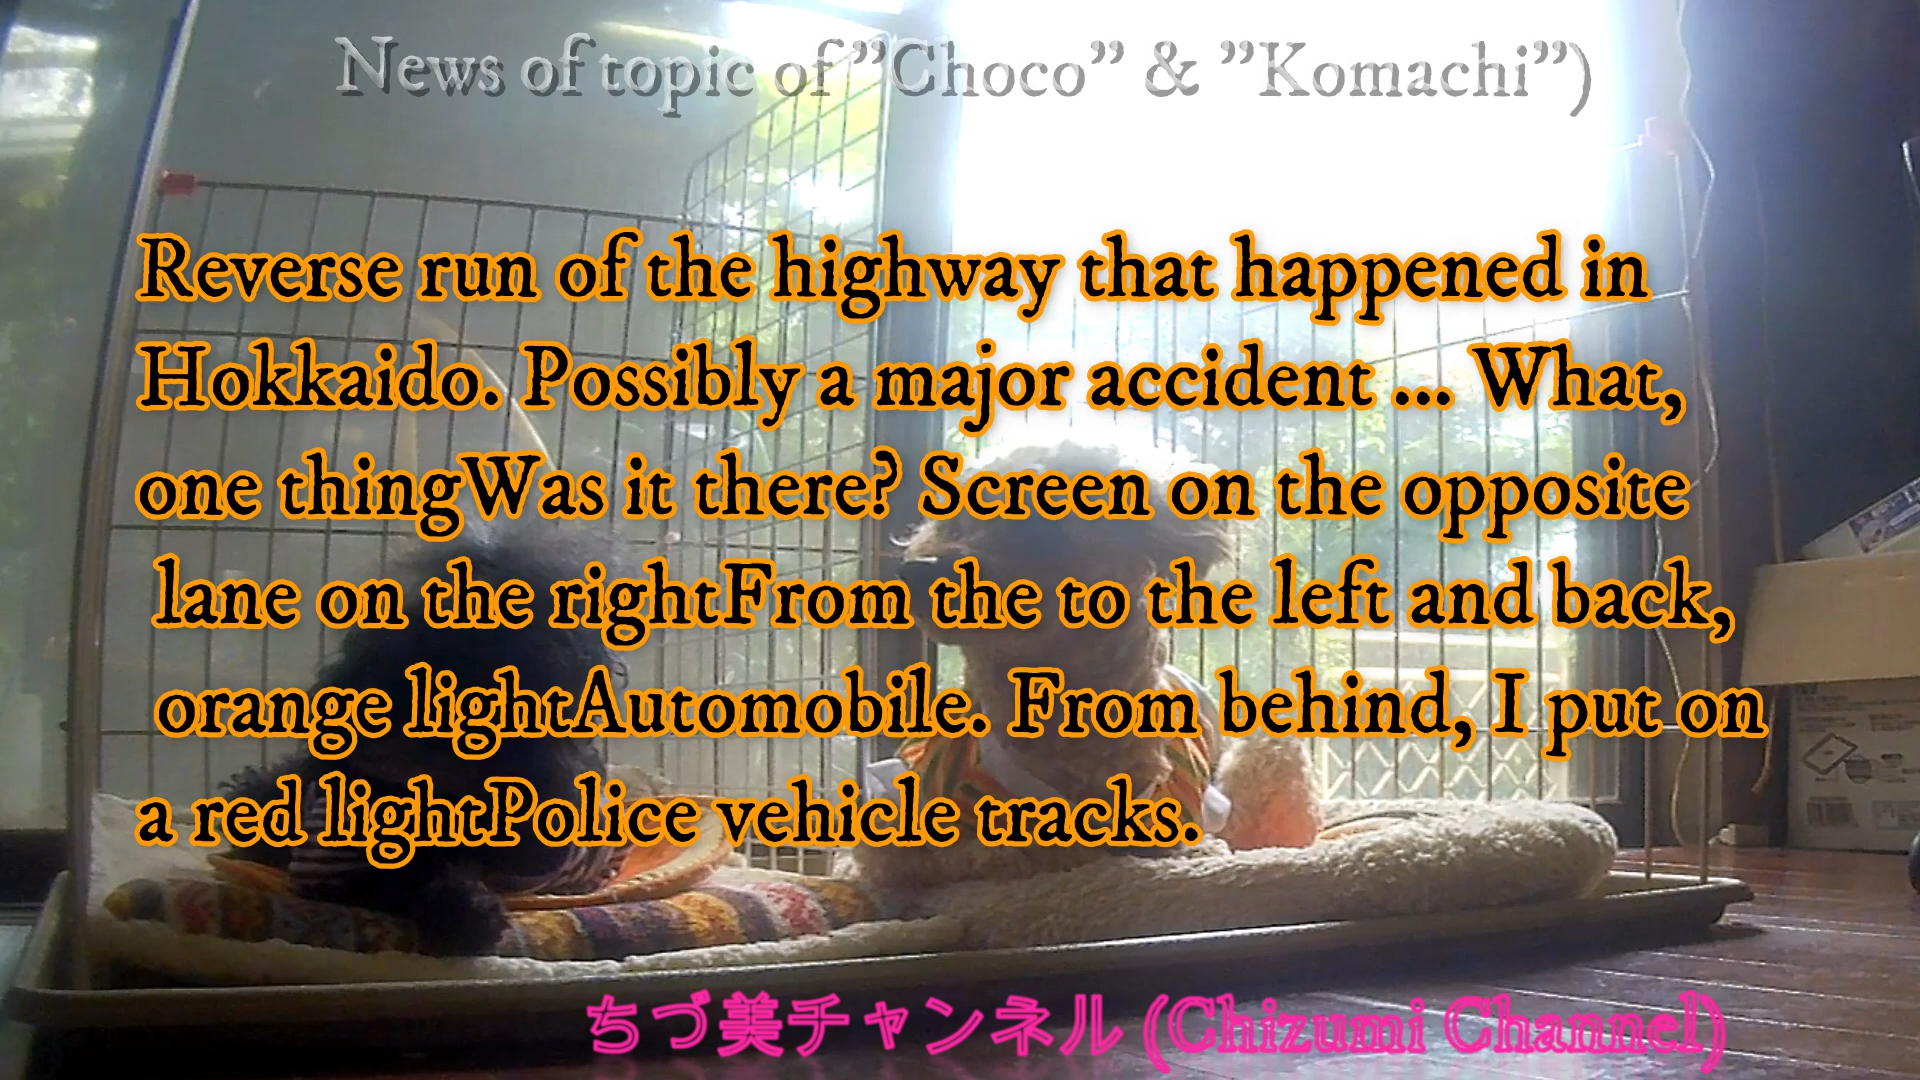 News of topic of ”Choco” & ”Komachi”)
Reverse run of the highway that happened in
Hokkaido. Possibly a major accident ... What,
one thingWas it there? Screen on the opposite
lane on the rightFrom the to the left and back,
orange lightAutomobile. From behind, I put on
a red lightPolice vehicle tracks.
ちづ美チャンネル (Chizumi Channel)